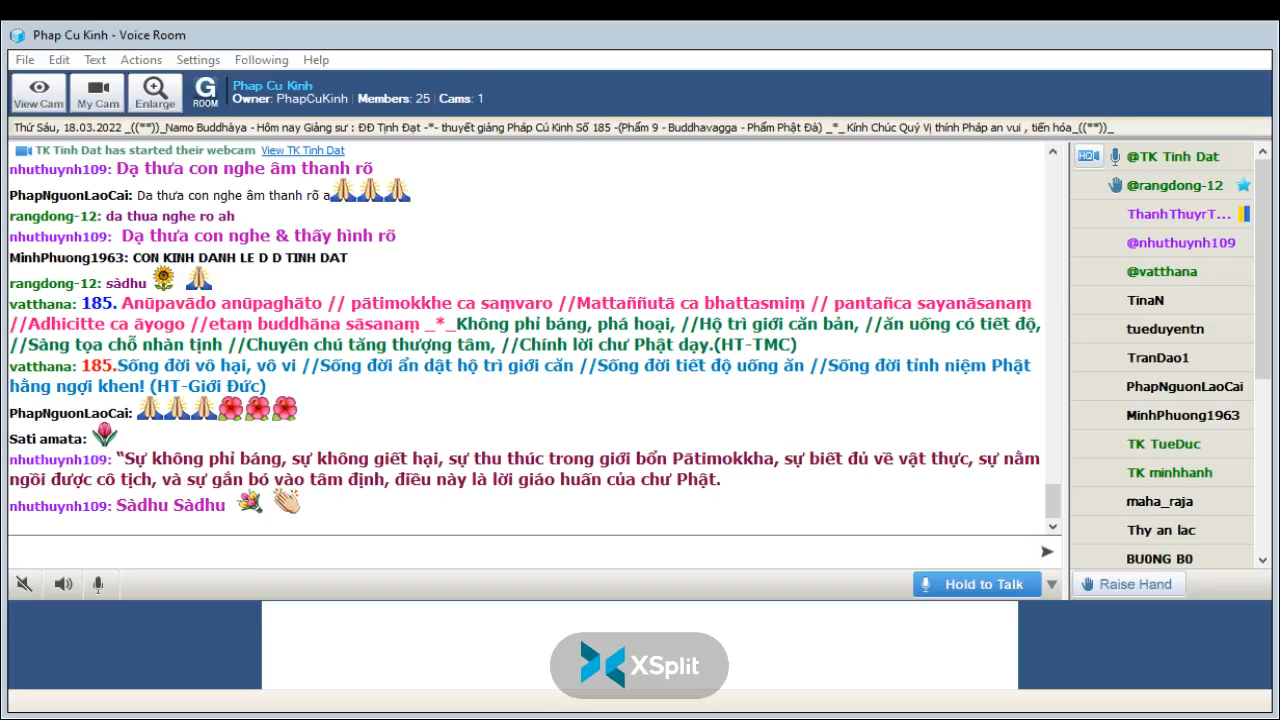 Phap Cu Kinh - Voice Room
File Edit Text Actions Settings Following Help
View Cam My Cam Enlarge G ROOM
Phap Cu Kinh
Owner: PhapCuKinh | Members: 25 | Cams: 1
Thứ Sáu, 18.03.2022 _((**))_Namo Buddhàya - Hôm nay Giảng sư : ĐĐ Tịnh Đạt -*- thuyết giảng Pháp Cú Kinh Số 185 -(Phẩm 9 - Buddhavagga - Phẩm Phật Đà) _*_ Kính Chúc Quý Vị thính Pháp an vui , tiến hóa_((**))_
TK Tinh Dat has started their webcam View TK Tinh Dat
nhuthuynh109: Dạ thưa con nghe âm thanh rõ
PhapNguonLaoCai: Da thưa con nghe âm thanh rõ a
rangdong-12: da thua nghe ro ah
nhuthuynh109: Dạ thưa con nghe & thấy hình rõ
MinhPhuong1963: CON KINH DANH LE D D TINH DAT
rangdong-12: sàdhu
vatthana: 185. Anūpavādo anūpaghāto // pātimokkhe ca saṃvaro //Mattaññutā ca bhattasmiṃ // pantañca sayanāsanaṃ
//Adhicitte ca āyogo //etaṃ buddhāna sāsanaṃ _*_Không phỉ báng, phá hoại, //Hộ trì giới căn bản, //ăn uống có tiết độ,
//Sàng tọa chỗ nhàn tịnh //Chuyên chú tăng thượng tâm, //Chính lời chư Phật dạy.(HT-TMC)
vatthana: 185.Sống đời vô hại, vô vi //Sống đời ẩn dật hộ trì giới căn //Sống đời tiết độ uống ăn //Sống đời tỉnh niệm Phật
hằng ngợi khen! (HT-Giới Đức)
PhapNguonLaoCai:
Sati amata:
nhuthuynh109: “Sự không phỉ báng, sự không giết hại, sự thu thúc trong giới bổn Pātimokkha, sự biết đủ về vật thực, sự nằm
ngồi được cô tịch, và sự gắn bó vào tâm định, điều này là lời giáo huấn của chư Phật.
nhuthuynh109: Sàdhu Sàdhu
Hold to Talk
HQ @TK Tinh Dat
@rangdong-12
ThanhThuyrT...
@nhuthuynh109
@vatthana
TinaN
tueduyentn
TranDao1
PhapNguonLaoCai
MinhPhuong1963
TK TueDuc
TK minhhanh
maha_raja
Thy an lac
BU0NG B0
Raise Hand
XSplit